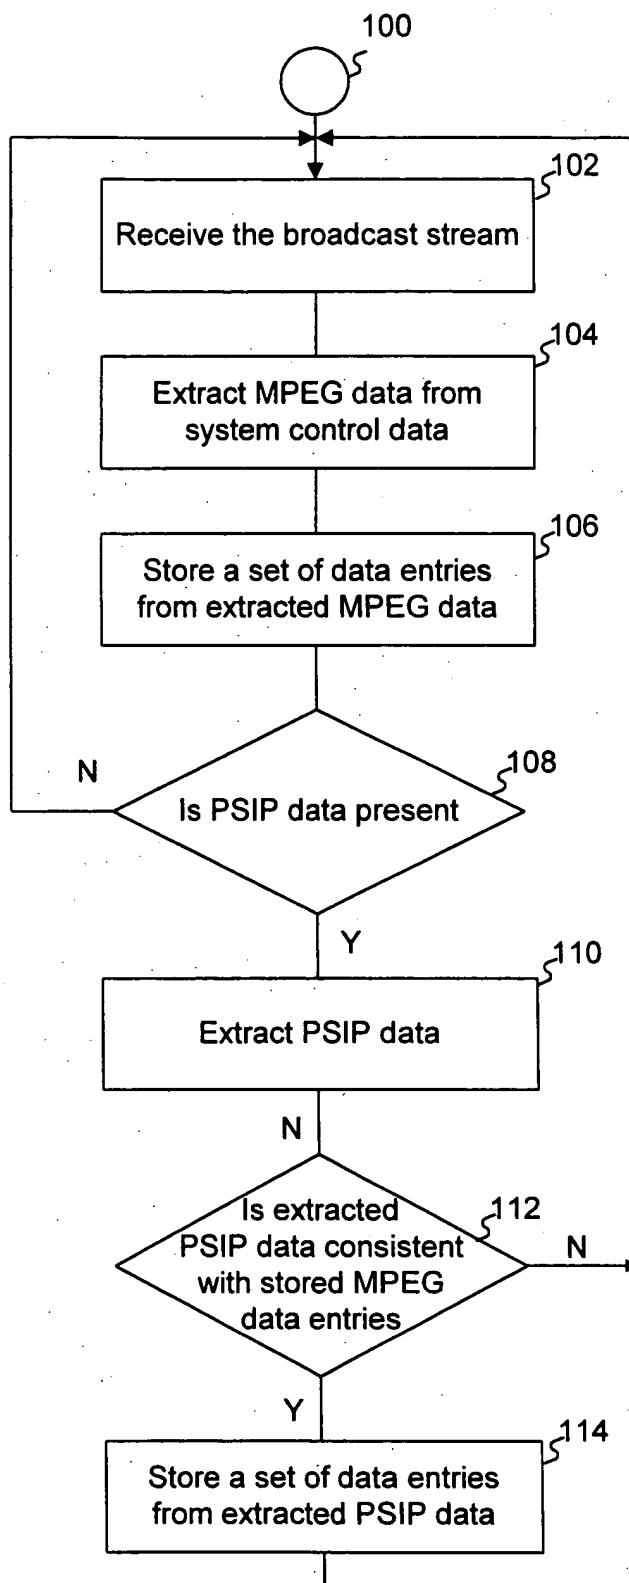 100
102
Receive the broadcast stream
104
Extract MPEG data from
system control data
106
Store a set of data entries
from extracted MPEG data
N
108
Is PSIP data present
Y
110
Extract PSIP data
N
112
Is extracted
PSIP data consistent
with stored MPEG
data entries
N
Y
114
Store a set of data entries
from extracted PSIP data